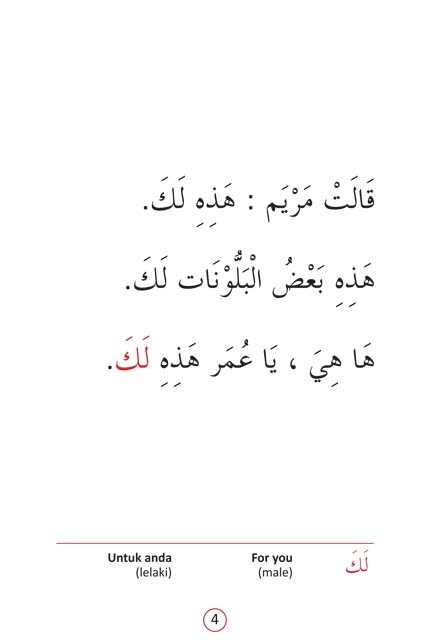 قَالَتْ مَرْيَم : هَذِهِ لَكَ.
هَذِهِ بَعْضُ الْبَلُّوْنَات لَكَ.
هَا هِيَ ، يَا عُمَر هَذِهِ لَكَ.
لَكَ For you Untuk anda
(male) (lelaki)
4